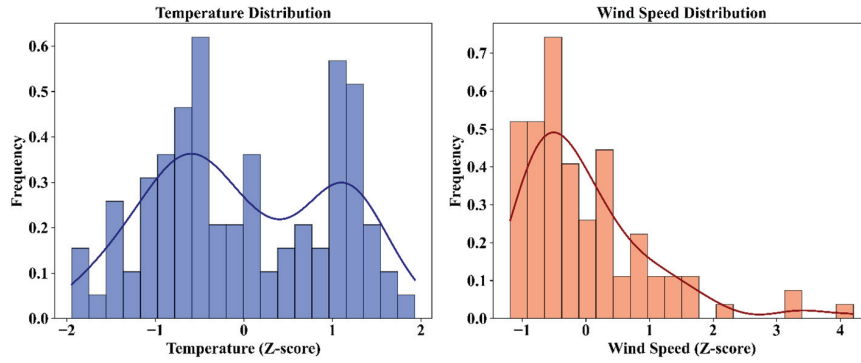 Temperature Distribution
0.6
0.5
0.4
0.3
0.2
0.1
0.0
Frequency
−2 −1 0 1 2
Temperature (Z-score)
Wind Speed Distribution
0.7
0.6
0.5
0.4
0.3
0.2
0.1
0.0
Frequency
−1 0 1 2 3 4
Wind Speed (Z-score)